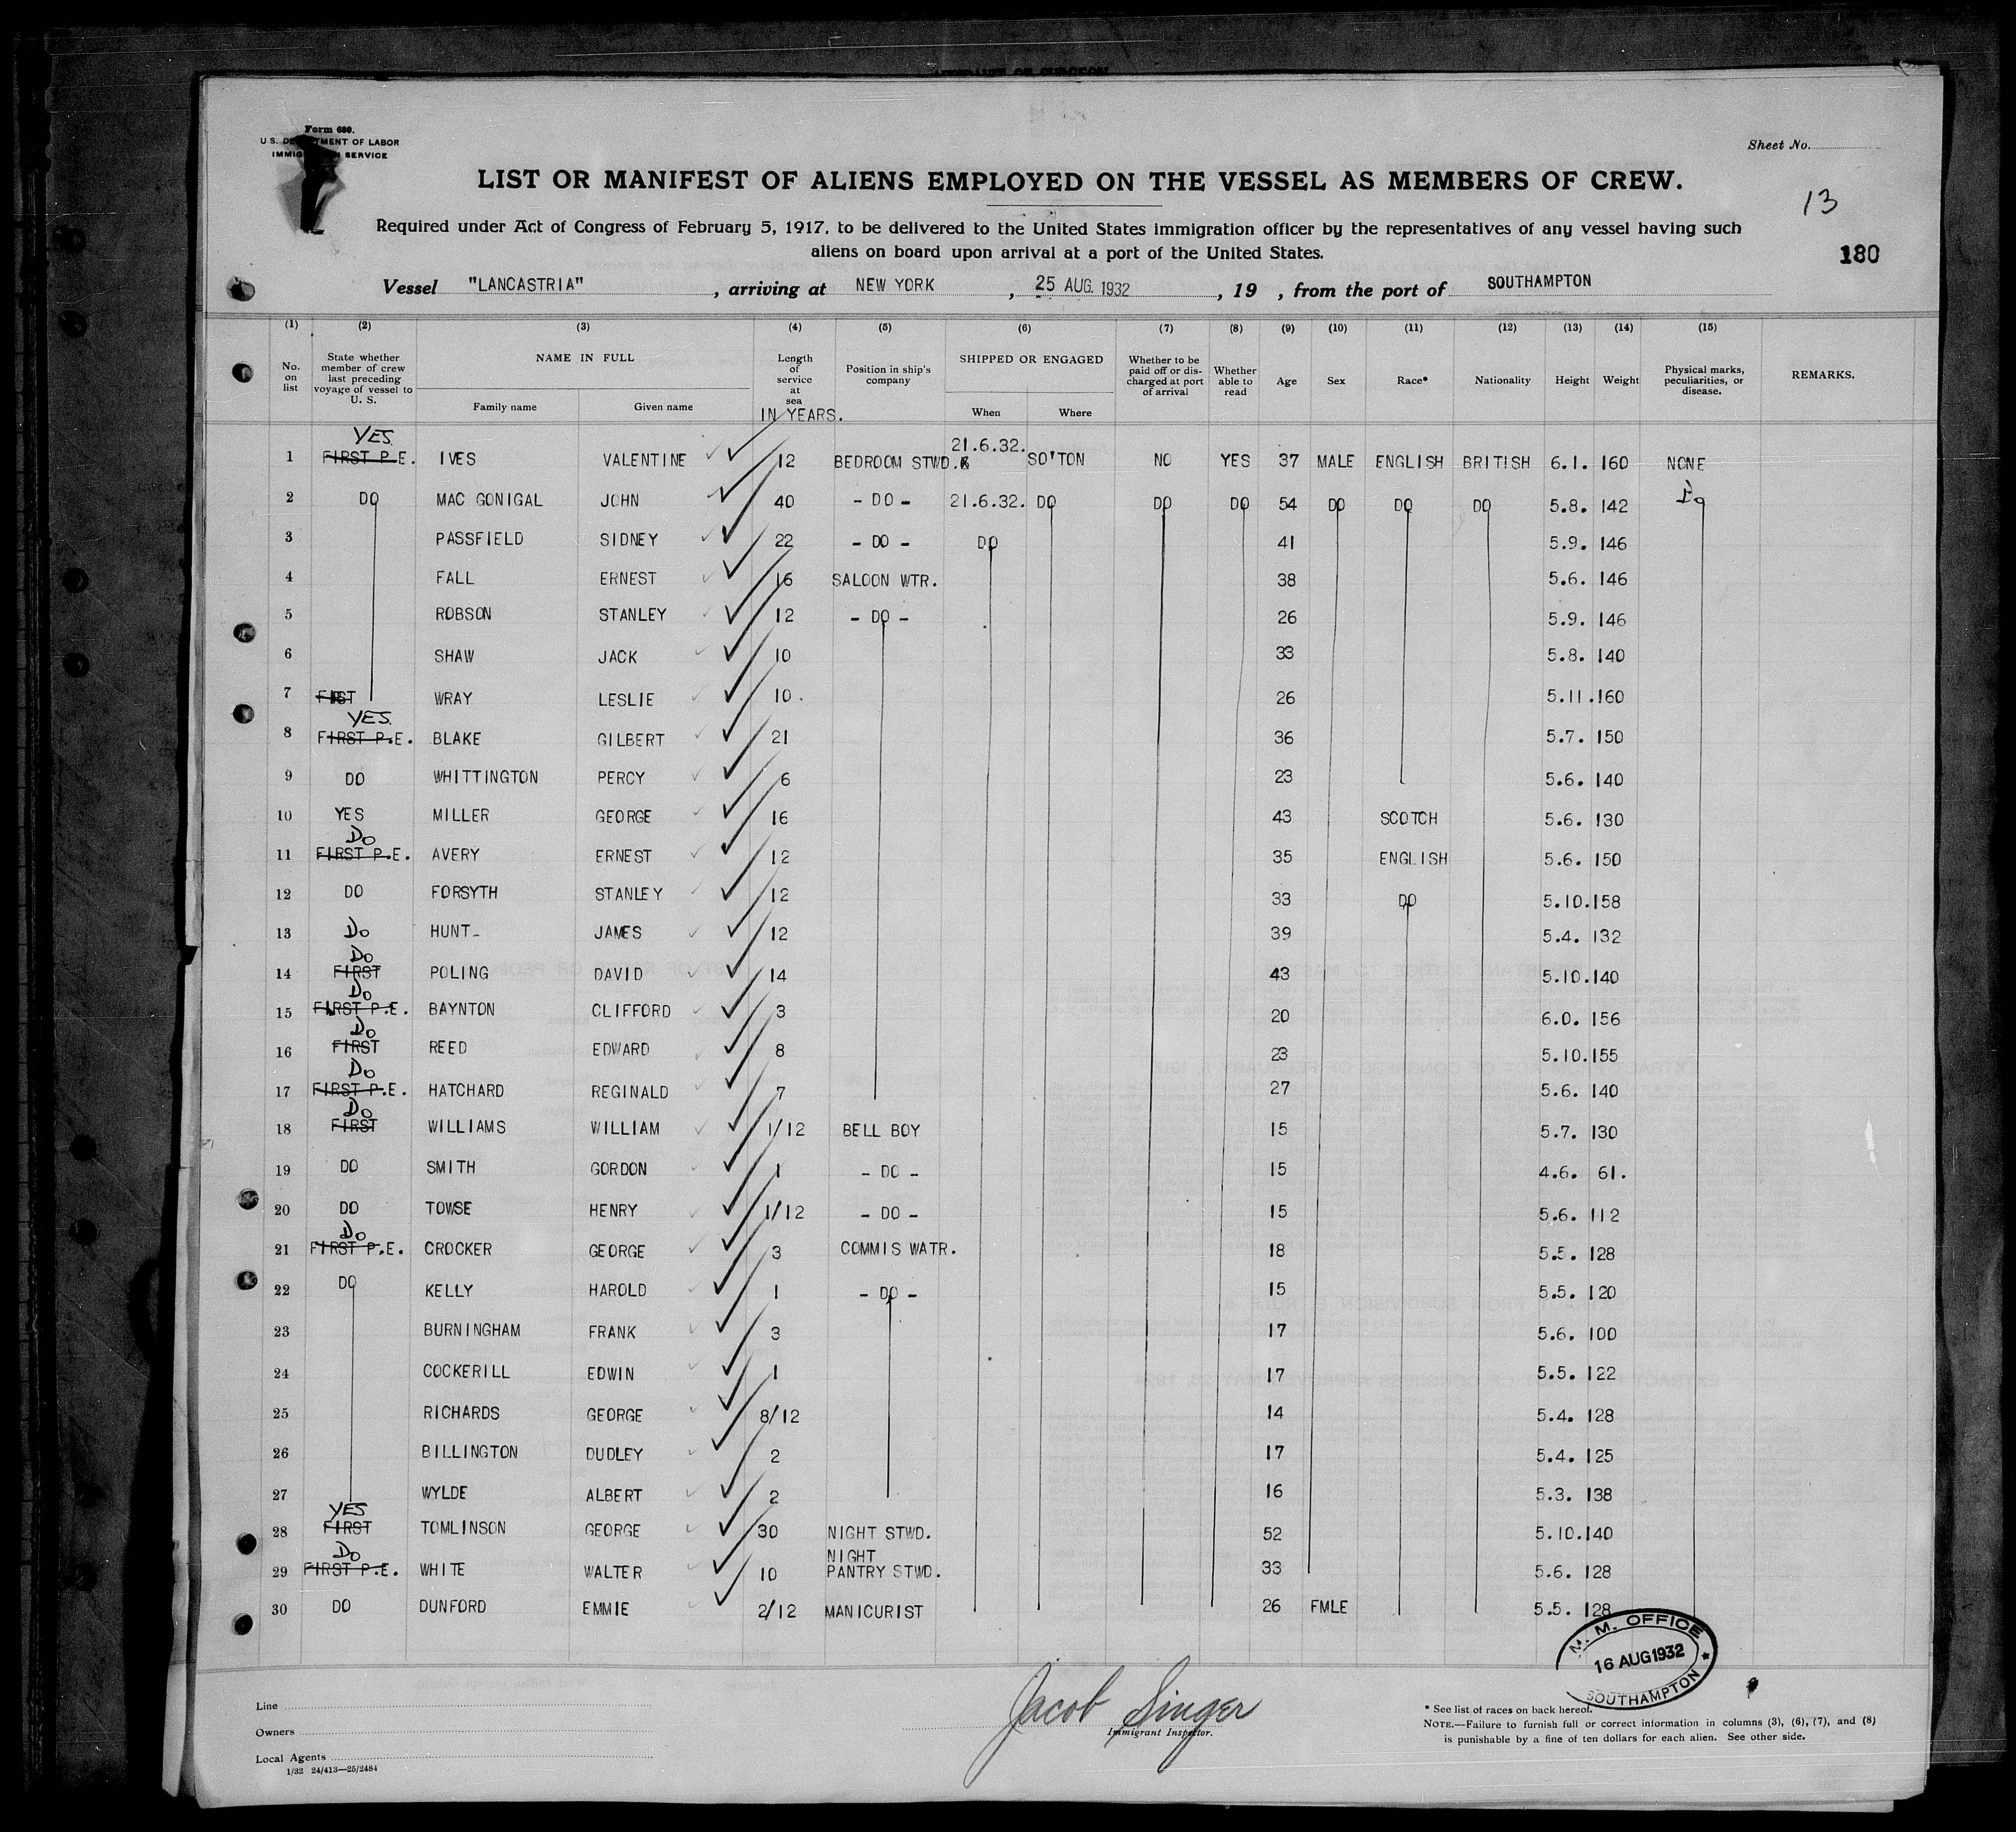 Form 680.
U.S. DEPARTMENT OF LABOR
IMMIGRATION SERVICE
Sheet No.
LIST OR MANIFEST OF ALIENS EMPLOYED ON THE VESSEL AS MEMBERS OF CREW.
13
Required under Act of Congress of February 5, 1917, to be delivered to the United States immigration officer by the representatives of any vessel having such
aliens on board upon arrival at a port of the United States.
180
Vessel "LANCASTRIA", arriving at NEW YORK, 25 AUG. 1932, 19 , from the port of SOUTHAMPTON
(1) (2) (3) (4) (5) (6) (7) (8) (9) (10) (11) (12) (13) (14) (15)
No. on list
State whether member of crew last preceding voyage of vessel to U. S.
NAME IN FULL
Family name Given name
Length of service at sea
IN YEARS.
Position in ship's company
SHIPPED OR ENGAGED
When Where
Whether to be paid off or discharged at port of arrival
Whether able to read
Age Sex Race* Nationality Height Weight
Physical marks, peculiarities, or disease.
REMARKS.
YES 21.6.32.
1 FIRST P.E. IVES VALENTINE 12 BEDROOM STWD. SO'TON NO YES 37 MALE ENGLISH BRITISH 6.1. 160 NONE
2 DO MAC GONIGAL JOHN 40 - DO - 21.6.32. DO DO DO 54 DO DO DO 5.8. 142 Do
3 PASSFIELD SIDNEY 22 - DO - DO 41 5.9. 146
4 FALL ERNEST 16 SALOON WTR. 38 5.6. 146
5 ROBSON STANLEY 12 - DO - 26 5.9. 146
6 SHAW JACK 10 33 5.8. 140
7 FIRST WRAY LESLIE 10. 26 5.11. 160
YES
8 FIRST P.E. BLAKE GILBERT 21 36 5.7. 150
9 DO WHITTINGTON PERCY 6 23 5.6. 140
10 YES MILLER GEORGE 16 43 SCOTCH 5.6. 130
Do
11 FIRST P.E. AVERY ERNEST 12 35 ENGLISH 5.6. 150
12 DO FORSYTH STANLEY 12 33 DO 5.10. 158
13 Do HUNT JAMES 12 39 5.4. 132
Do
14 FIRST POLING DAVID 14 43 5.10. 140
Do
15 FIRST P.E. BAYNTON CLIFFORD 3 20 6.0. 156
Do
16 FIRST REED EDWARD 8 23 5.10. 155
Do
17 FIRST P.E. HATCHARD REGINALD 7 27 5.6. 140
Do
18 FIRST WILLIAMS WILLIAM 1/12 BELL BOY 15 5.7. 130
19 DO SMITH GORDON 1 - DO - 15 4.6. 61.
20 DO TOWSE HENRY 1/12 - DO - 15 5.6. 112
Do
21 FIRST P.E. CROCKER GEORGE 3 COMMIS WATR. 18 5.5. 128
22 DO KELLY HAROLD 1 - DO - 15 5.5. 120
23 BURNINGHAM FRANK 3 17 5.6. 100
24 COCKERILL EDWIN 1 17 5.5. 122
25 RICHARDS GEORGE 8/12 14 5.4. 128
26 BILLINGTON DUDLEY 2 17 5.4. 125
27 WYLDE ALBERT 2 16 5.3. 138
YES
28 FIRST TOMLINSON GEORGE 30 NIGHT STWD. 52 5.10. 140
Do NIGHT
29 FIRST P.E. WHITE WALTER 10 PANTRY STWD. 33 5.6. 128
30 DO DUNFORD EMMIE 2/12 MANICURIST 26 FMLE 5.5. 128
M. M. OFFICE
16 AUG 1932
SOUTHAMPTON
Line
Jacob Singer
Immigrant Inspector.
Owners
Local Agents
1/32 24/413—25/2484
* See list of races on back hereof.
NOTE.—Failure to furnish full or correct information in columns (3), (6), (7), and (8)
is punishable by a fine of ten dollars for each alien. See other side.